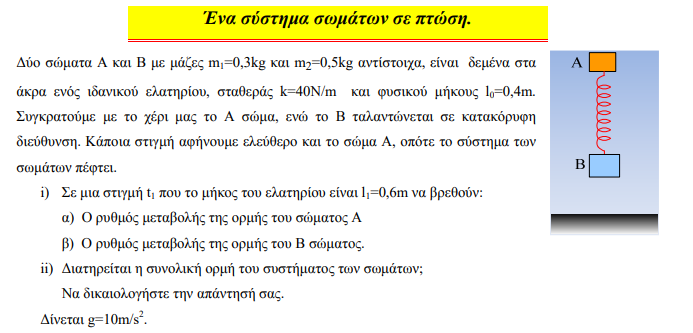 Ένα σύστημα σωμάτων σε πτώση.
Δύο σώματα Α και Β με μάζες m₁=0,3kg και m₂=0,5kg αντίστοιχα, είναι δεμένα στα
άκρα ενός ιδανικού ελατηρίου, σταθεράς k=40N/m και φυσικού μήκους l₀=0,4m.
Συγκρατούμε με το χέρι μας το Α σώμα, ενώ το Β ταλαντώνεται σε κατακόρυφη
διεύθυνση. Κάποια στιγμή αφήνουμε ελεύθερο και το σώμα Α, οπότε το σύστημα των
σωμάτων πέφτει.
i) Σε μια στιγμή t₁ που το μήκος του ελατηρίου είναι l₁=0,6m να βρεθούν:
α) Ο ρυθμός μεταβολής της ορμής του σώματος Α
β) Ο ρυθμός μεταβολής της ορμής του Β σώματος.
ii) Διατηρείται η συνολική ορμή του συστήματος των σωμάτων;
Να δικαιολογήστε την απάντησή σας.
Δίνεται g=10m/s².
Α
Β